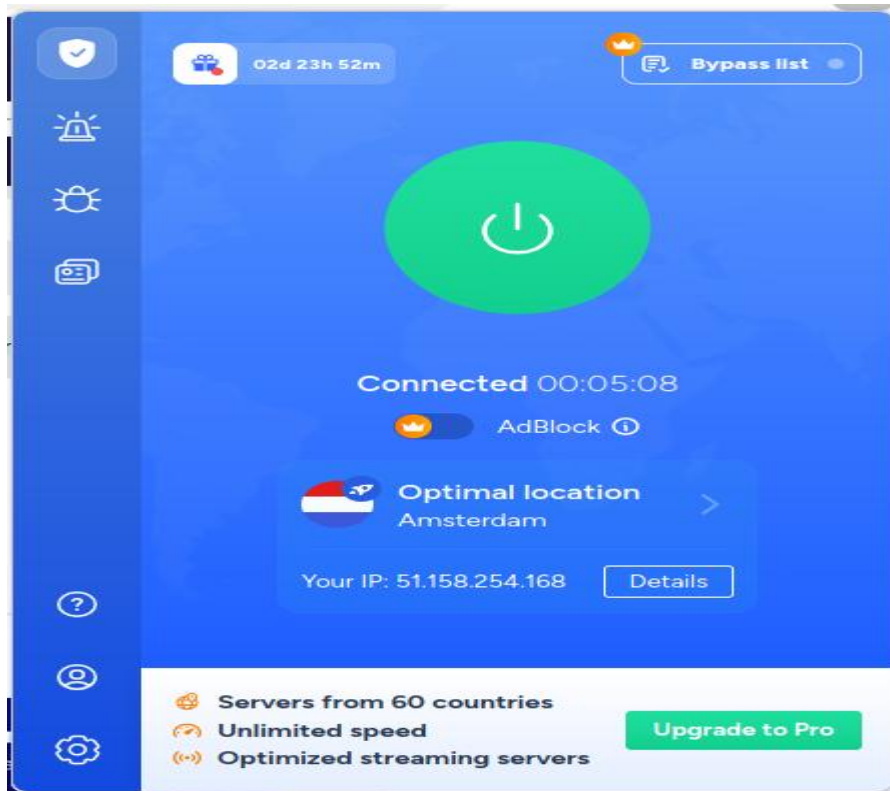 02d 23h 52m
Bypass list
Connected 00:05:08
AdBlock
Optimal location
Amsterdam
Your IP: 51.158.254.168
Details
Servers from 60 countries
Unlimited speed
Optimized streaming servers
Upgrade to Pro